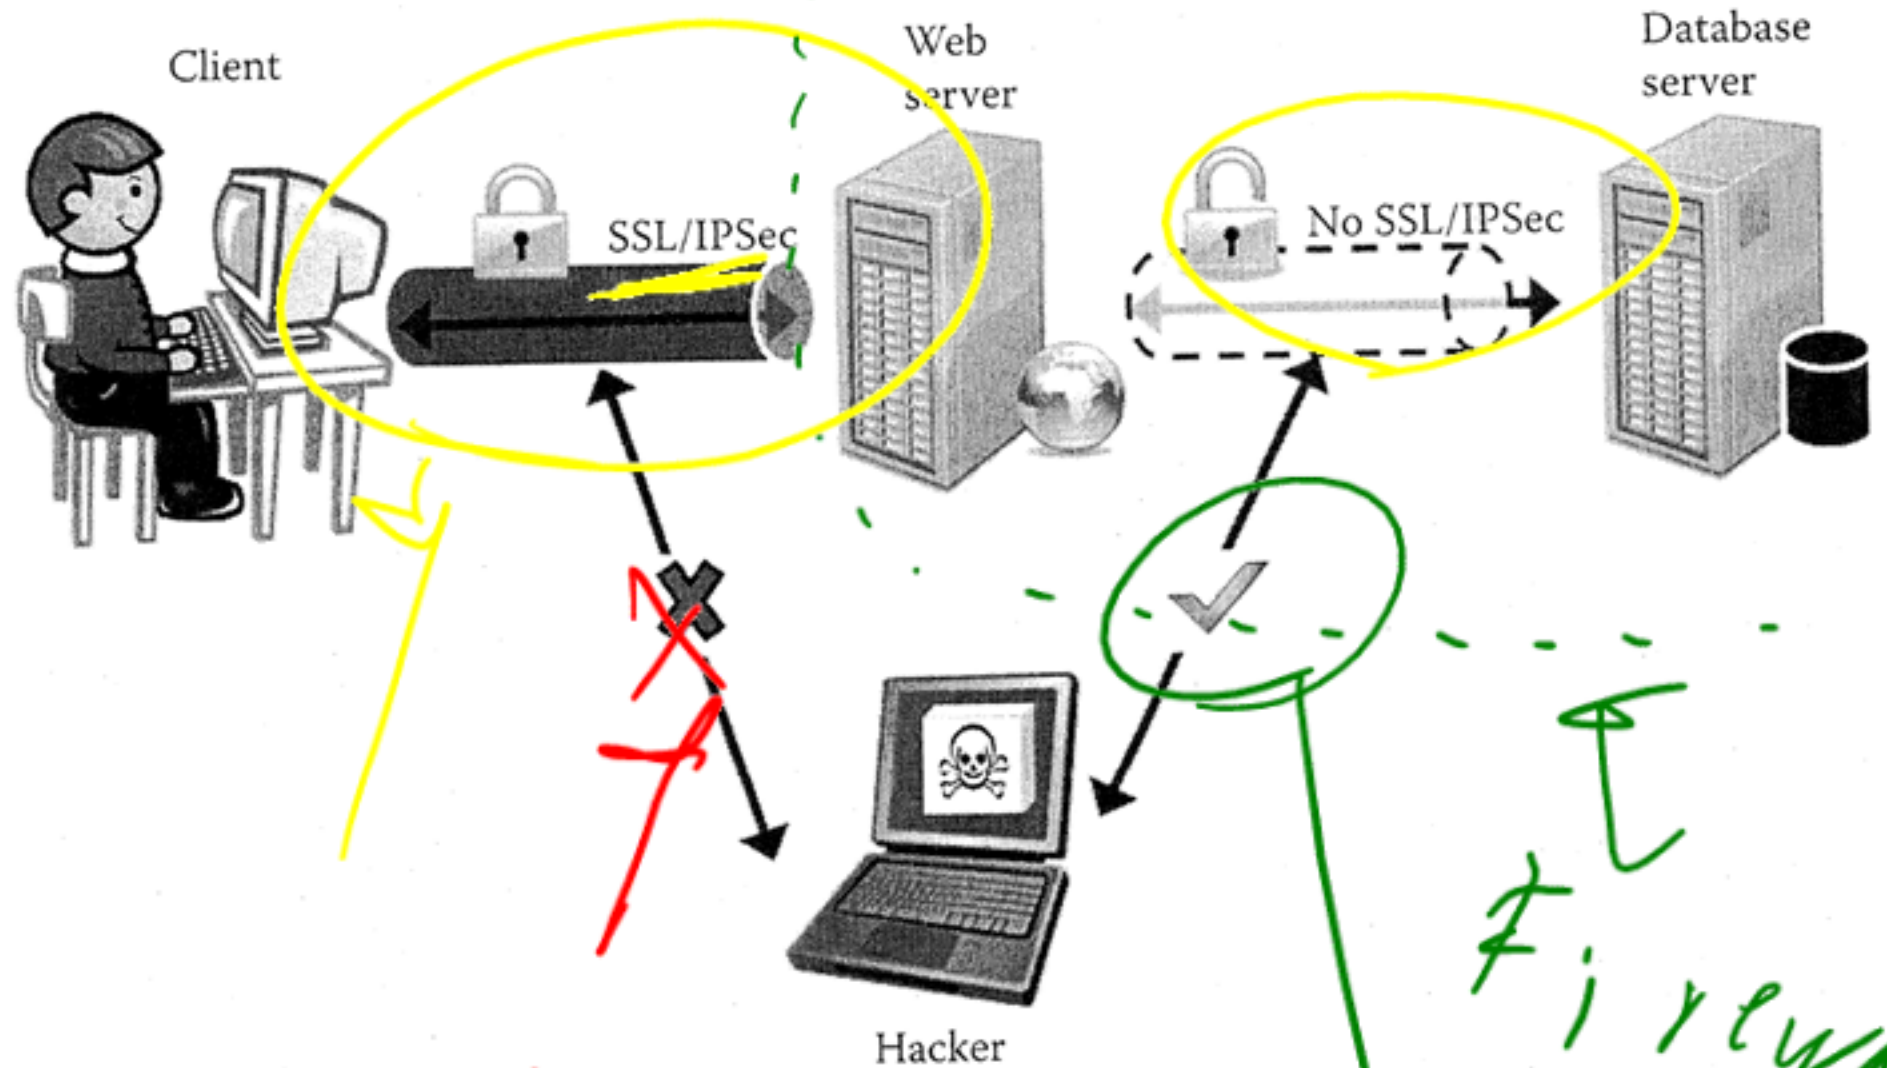 Client
Web
server
Database
server
SSL/IPSec
No SSL/IPSec
Hacker